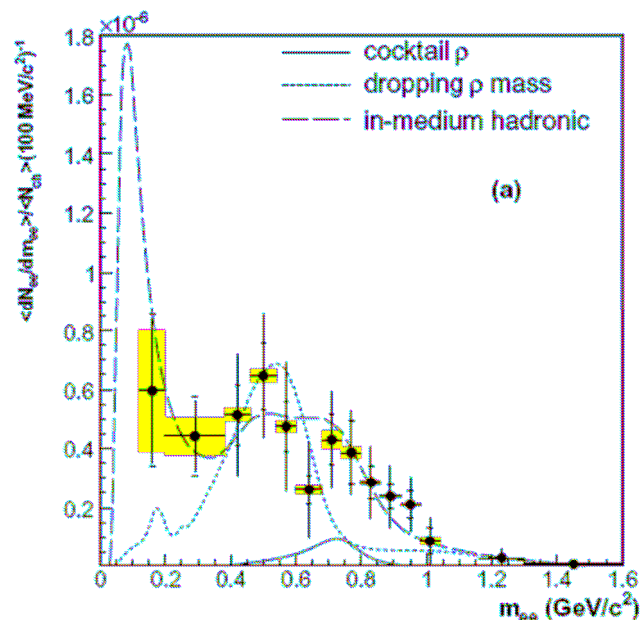 ×10⁻⁶
1.8
1.6
1.4
1.2
1
0.8
0.6
0.4
0.2
<dN_ee/dm_ee>/<N_ch>(100 MeV/c²)⁻¹
cocktail ρ
dropping ρ mass
in-medium hadronic
(a)
0 0.2 0.4 0.6 0.8 1 1.2 1.4 1.6
m_ee (GeV/c²)